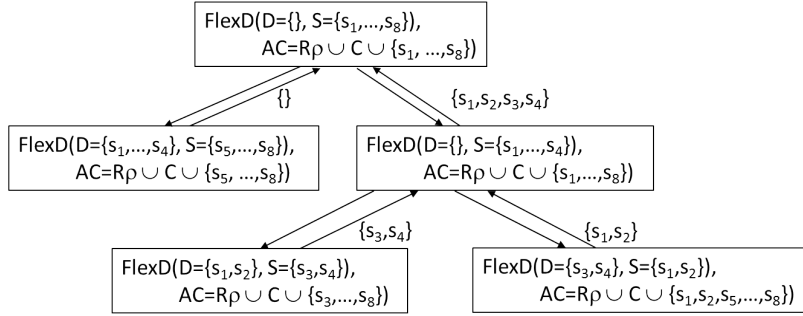 FlexD(D={}, S={s₁,...,s₈}),
AC=Rρ ∪ C ∪ {s₁, ...,s₈})
{}
{s₁,s₂,s₃,s₄}
FlexD(D={s₁,...,s₄}, S={s₅,...,s₈}),
AC=Rρ ∪ C ∪ {s₅, ...,s₈})
FlexD(D={}, S={s₁,...,s₄}),
AC=Rρ ∪ C ∪ {s₁,...,s₈})
{s₃,s₄}
{s₁,s₂}
FlexD(D={s₁,s₂}, S={s₃,s₄}),
AC=Rρ ∪ C ∪ {s₃,...,s₈})
FlexD(D={s₃,s₄}, S={s₁,s₂}),
AC=Rρ ∪ C ∪ {s₁,s₂,s₅,...,s₈})